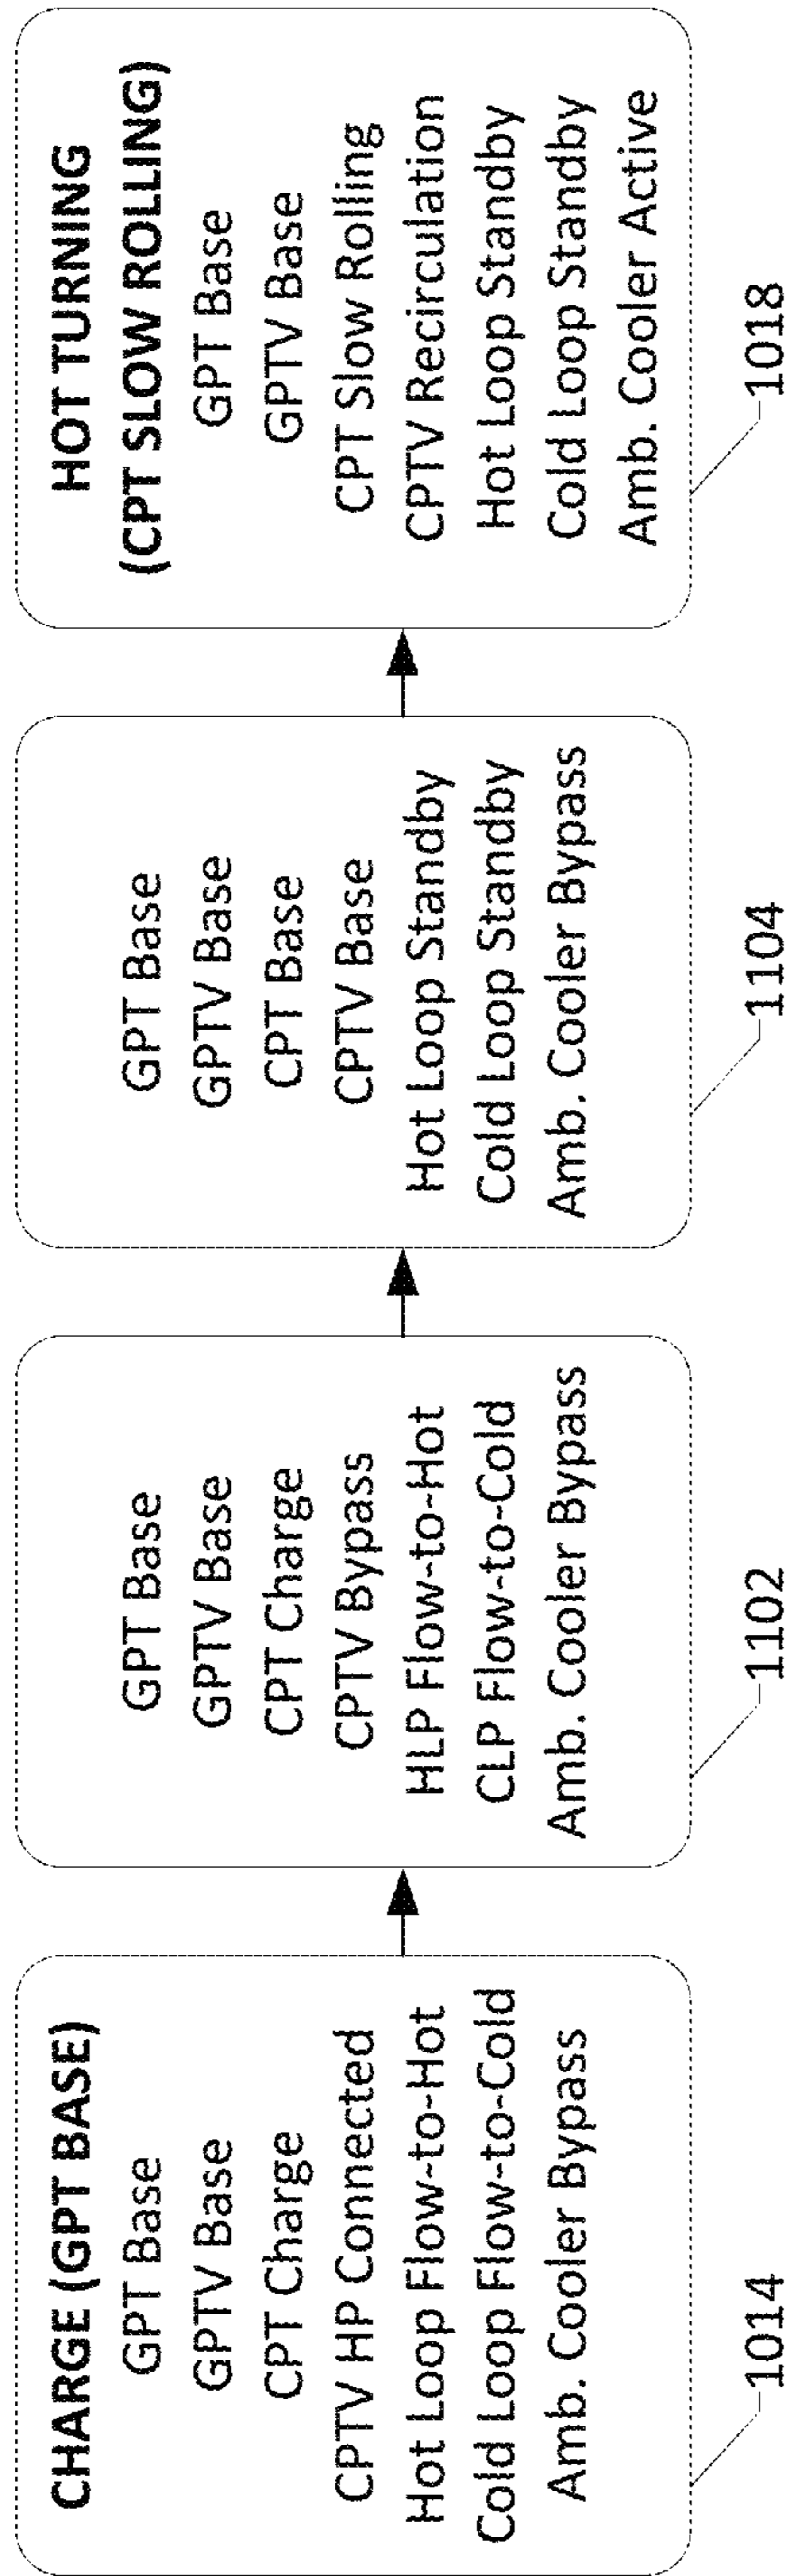 CHARGE (GPT BASE)
GPT Base
GPTV Base
CPT Charge
CPTV HP Connected
Hot Loop Flow-to-Hot
Cold Loop Flow-to-Cold
Amb. Cooler Bypass
1014
GPT Base
GPTV Base
CPT Charge
CPTV Bypass
HLP Flow-to-Hot
CLP Flow-to-Cold
Amb. Cooler Bypass
1102
GPT Base
GPTV Base
CPT Base
CPTV Base
Hot Loop Standby
Cold Loop Standby
Amb. Cooler Bypass
1104
HOT TURNING
(CPT SLOW ROLLING)
GPT Base
GPTV Base
CPT Slow Rolling
CPTV Recirculation
Hot Loop Standby
Cold Loop Standby
Amb. Cooler Active
1018